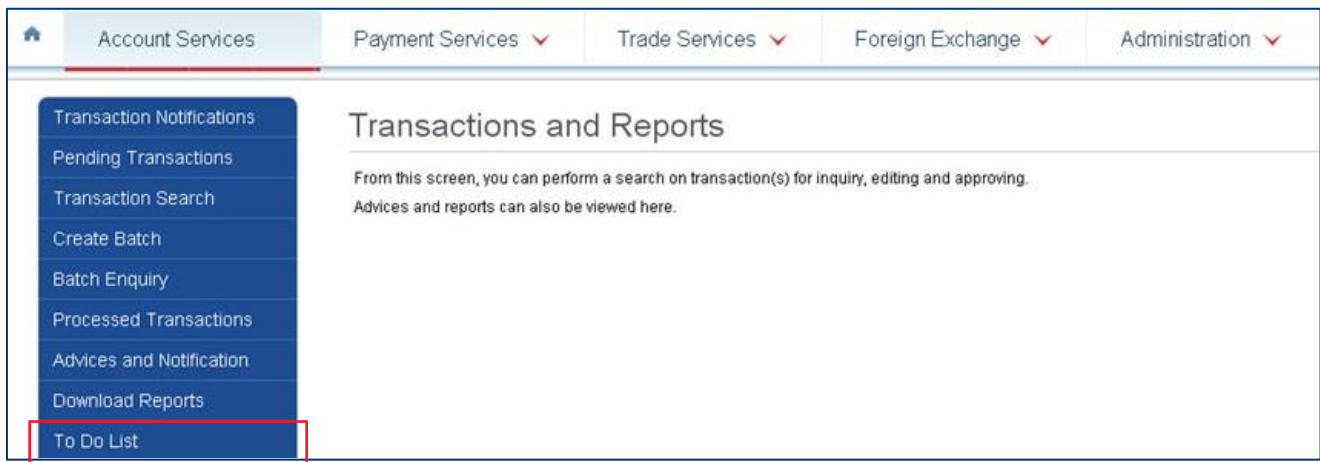 Account Services
Payment Services
Trade Services
Foreign Exchange
Administration
Transaction Notifications
Pending Transactions
Transaction Search
Create Batch
Batch Enquiry
Processed Transactions
Advices and Notification
Download Reports
To Do List
Transactions and Reports
From this screen, you can perform a search on transaction(s) for inquiry, editing and approving.
Advices and reports can also be viewed here.